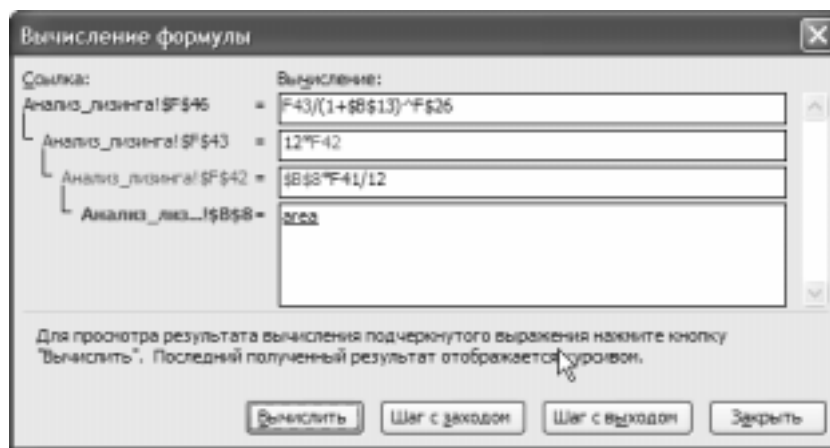 Вычисление формулы
Ссылка: Вычисление:
Анализ_лизинга!$F$46 = F43/(1+$B$13)^F$26
Анализ_лизинга!$F$43 = 12*F42
Анализ_лизинга!$F$42 = $B$8*F41/12
Анализ_лиз...!$B$8= area
Для просмотра результата вычисления подчеркнутого выражения нажмите кнопку
"Вычислить". Последний полученный результат отображается курсивом.
Вычислить Шаг с заходом Шаг с выходом Закрыть